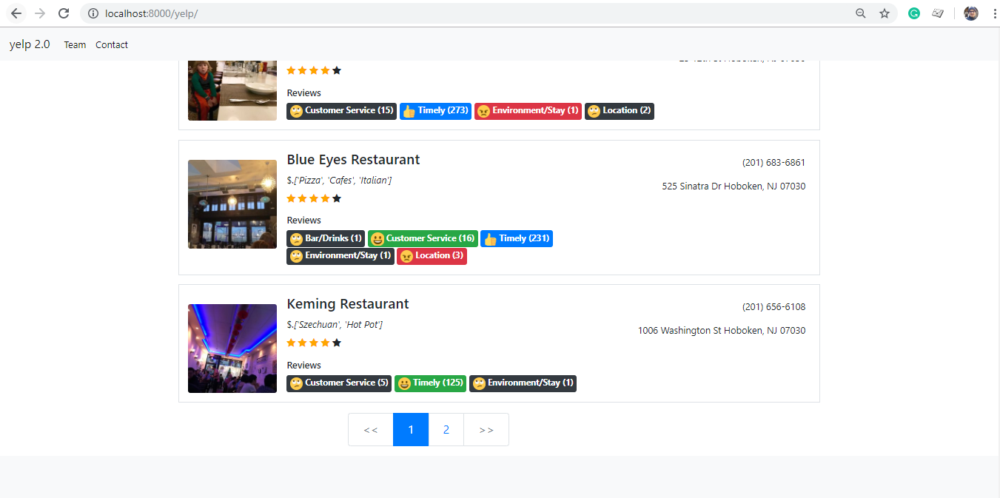 localhost:8000/yelp/
yelp 2.0 Team Contact
Reviews
Customer Service (15) Timely (273) Environment/Stay (1) Location (2)
Blue Eyes Restaurant
(201) 683-6861
$.['Pizza', 'Cafes', 'Italian']
525 Sinatra Dr Hoboken, NJ 07030
Reviews
Bar/Drinks (1) Customer Service (16) Timely (231)
Environment/Stay (1) Location (3)
Keming Restaurant
(201) 656-6108
$.['Szechuan', 'Hot Pot']
1006 Washington St Hoboken, NJ 07030
Reviews
Customer Service (5) Timely (125) Environment/Stay (1)
<< 1 2 >>